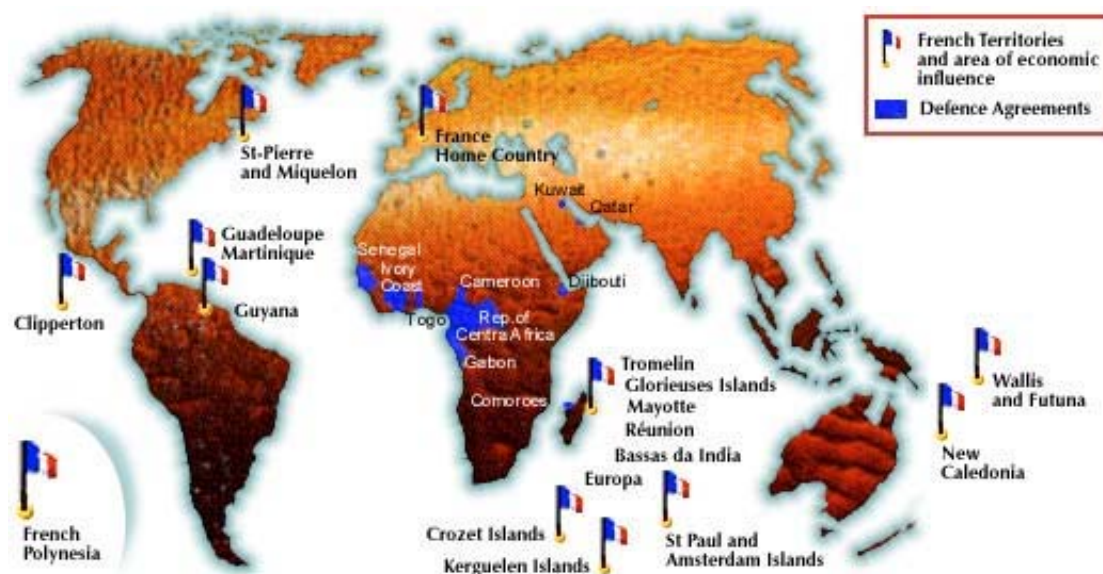 French Territories
and area of economic
influence
Defence Agreements
St-Pierre
and Miquelon
France
Home Country
Kuwait
Qatar
Guadeloupe
Martinique
Senegal
Ivory
Coast
Cameroon
Djibouti
Clipperton
Guyana
Togo
Rep.of
CentraAfrica
Gabon
Comoroes
Tromelin
Glorieuses Islands
Mayotte
Réunion
Bassas da India
Europa
Wallis
and Futuna
New
Caledonia
French
Polynesia
Crozet Islands
Kerguelen Islands
St Paul and
Amsterdam Islands